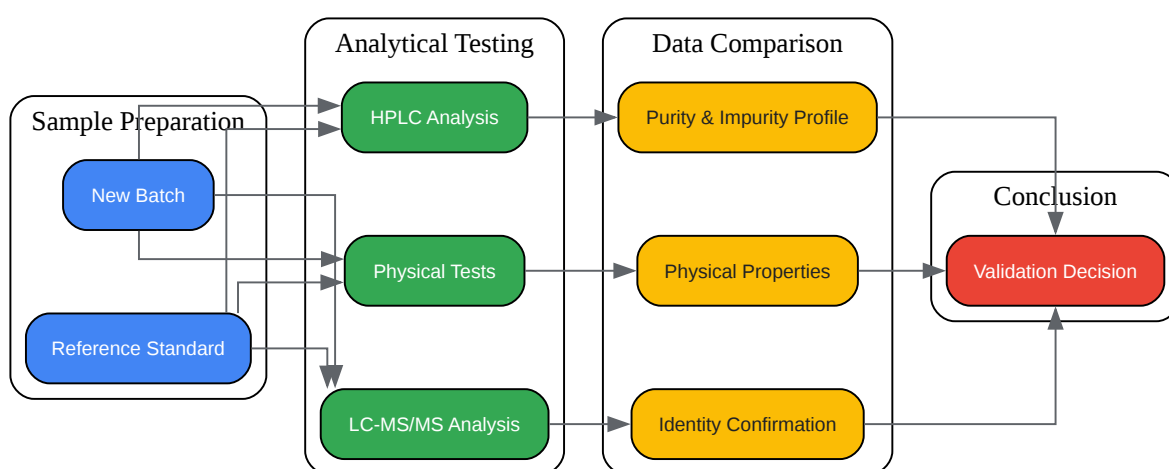 Sample Preparation
New Batch
Reference Standard
Analytical Testing
HPLC Analysis
Physical Tests
LC-MS/MS Analysis
Data Comparison
Purity & Impurity Profile
Physical Properties
Identity Confirmation
Conclusion
Validation Decision